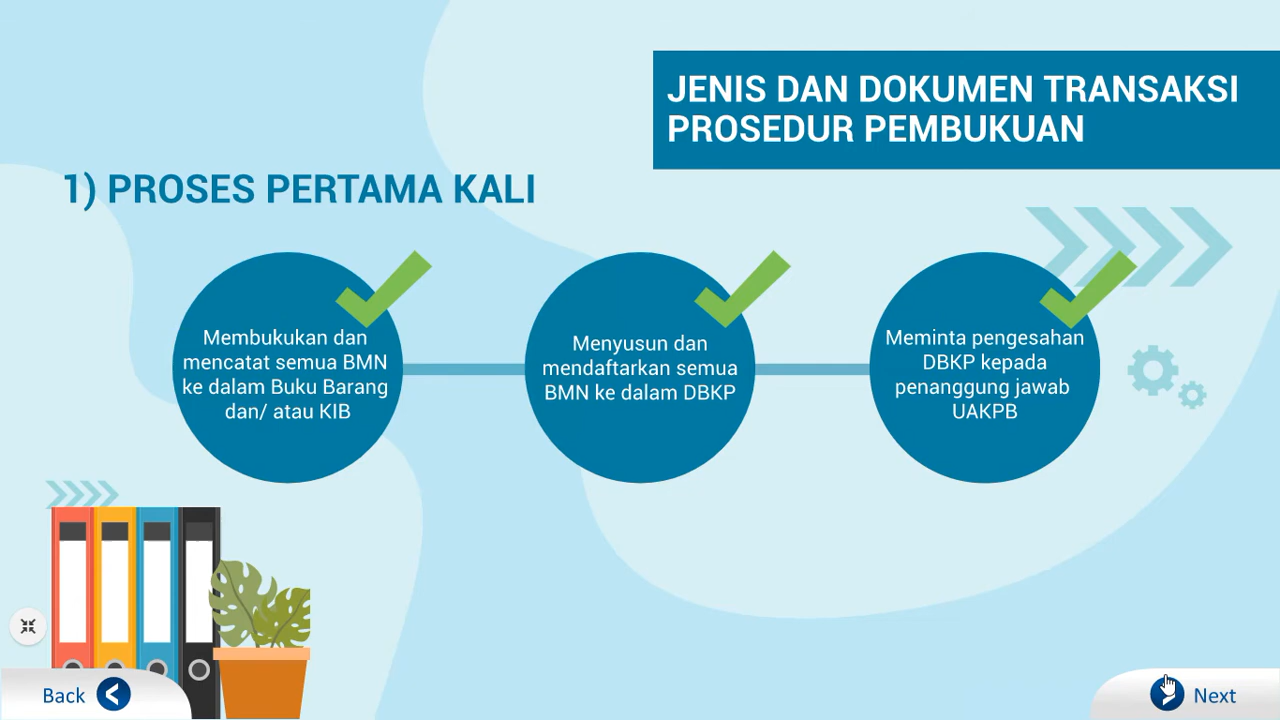 JENIS DAN DOKUMEN TRANSAKSI
PROSEDUR PEMBUKUAN
1) PROSES PERTAMA KALI
Membukukan dan
mencatat semua BMN
ke dalam Buku Barang
dan/ atau KIB
Menyusun dan
mendaftarkan semua
BMN ke dalam DBKP
Meminta pengesahan
DBKP kepada
penanggung jawab
UAKPB
Back
Next